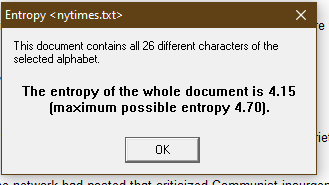 Entropy <nytimes.txt>
This document contains all 26 different characters of the
selected alphabet.
The entropy of the whole document is 4.15
(maximum possible entropy 4.70).
OK
network had posted that criticized Communist